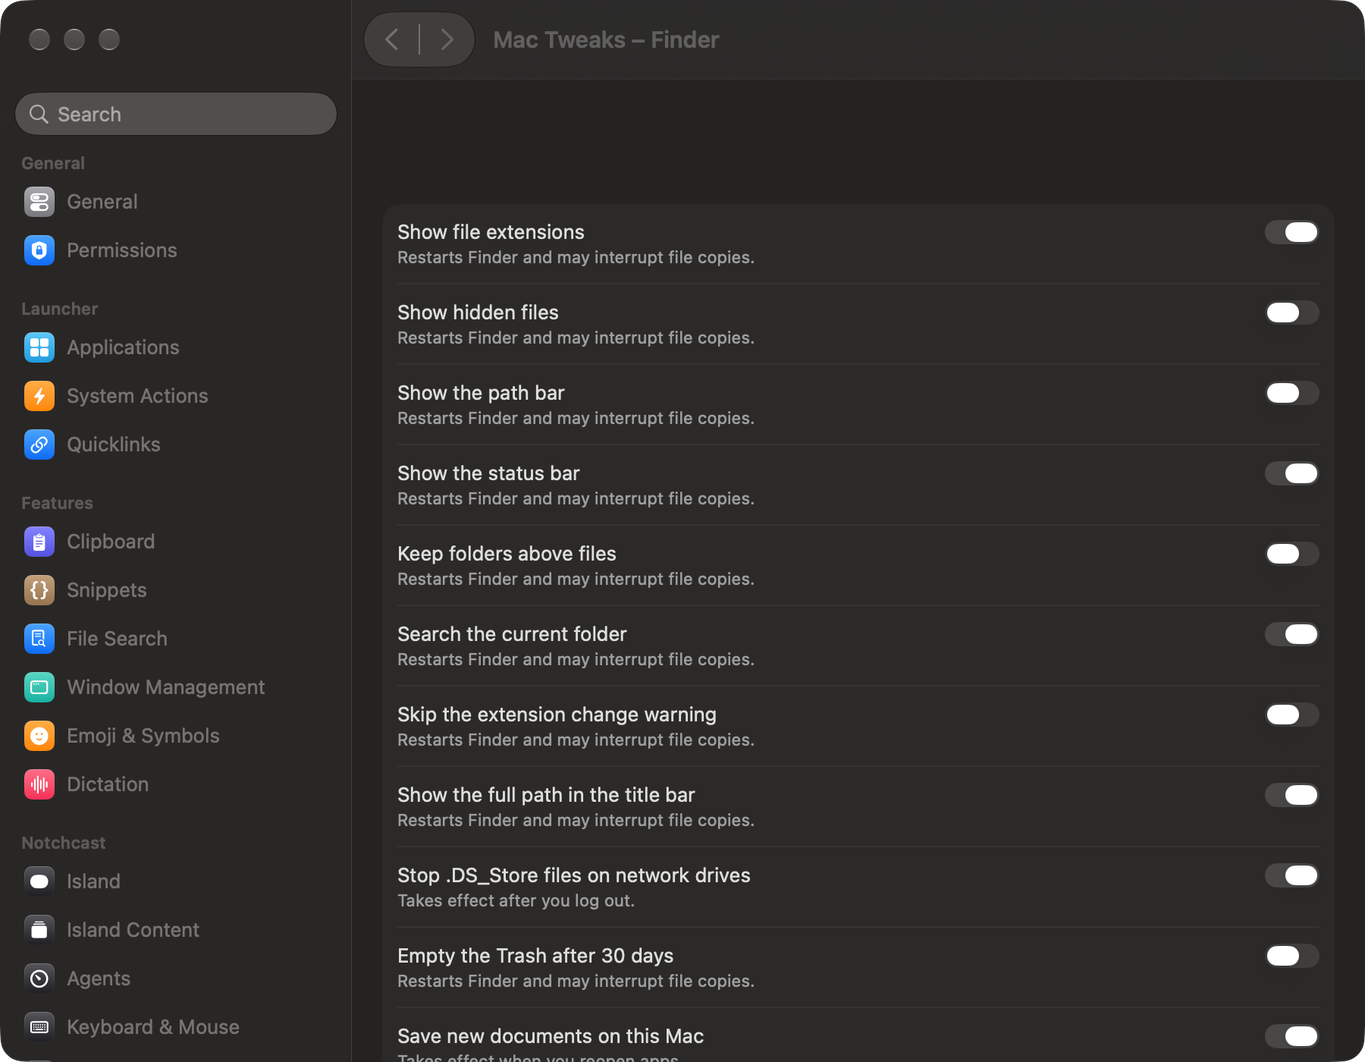 Mac Tweaks – Finder
Search
General
General
Permissions
Launcher
Applications
System Actions
Quicklinks
Features
Clipboard
Snippets
File Search
Window Management
Emoji & Symbols
Dictation
Notchcast
Island
Island Content
Agents
Keyboard & Mouse
Show file extensions
Restarts Finder and may interrupt file copies.
Show hidden files
Restarts Finder and may interrupt file copies.
Show the path bar
Restarts Finder and may interrupt file copies.
Show the status bar
Restarts Finder and may interrupt file copies.
Keep folders above files
Restarts Finder and may interrupt file copies.
Search the current folder
Restarts Finder and may interrupt file copies.
Skip the extension change warning
Restarts Finder and may interrupt file copies.
Show the full path in the title bar
Restarts Finder and may interrupt file copies.
Stop .DS_Store files on network drives
Takes effect after you log out.
Empty the Trash after 30 days
Restarts Finder and may interrupt file copies.
Save new documents on this Mac
Takes effect when you reopen apps.